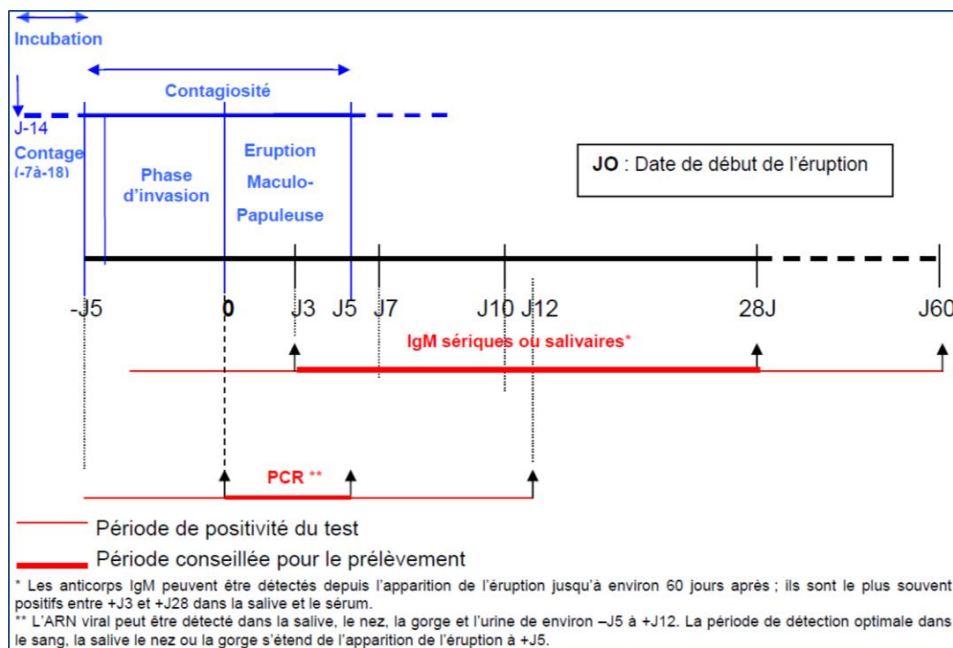 Incubation
Contagiosité
J-14
Contage
(-7à-18)
Phase
d'invasion
Eruption
Maculo-
Papuleuse
JO : Date de début de l'éruption
-J5 0 J3 J5 J7 J10 J12 28J J60
IgM sériques ou salivaires*
PCR **
Période de positivité du test
Période conseillée pour le prélèvement
* Les anticorps IgM peuvent être détectés depuis l'apparition de l'éruption jusqu'à environ 60 jours après ; ils sont le plus souvent
positifs entre +J3 et +J28 dans la salive et le sérum.
** L'ARN viral peut être détecté dans la salive, le nez, la gorge et l'urine de environ –J5 à +J12. La période de détection optimale dans
le sang, la salive le nez ou la gorge s'étend de l'apparition de l'éruption à +J5.